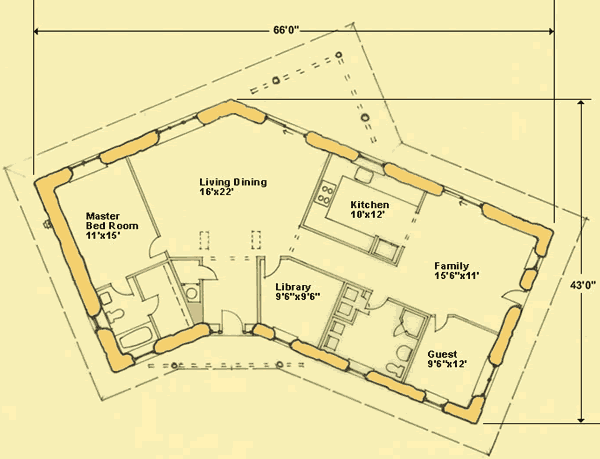 66'0"
Living Dining
16'x22'
Kitchen
10'x12'
Master
Bed Room
11'x15'
Family
15'6"x11'
43'0"
Library
9'6"x9'6"
Guest
9'6"x12'